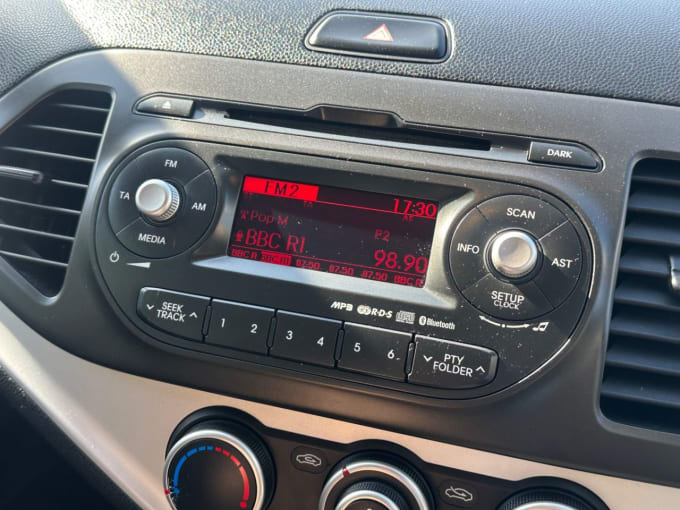 FM2
17:30
Pop M
P2
BBC R1.
98.90
BBC R BBC R1 87.50 87.50 87.50 BBC R
DARK
FM
TA
AM
MEDIA
SCAN
INFO
AST
SETUP
CLOCK
SEEK
TRACK
1 2 3 4 5 6
PTY
FOLDER
MP3 R·D·S Bluetooth